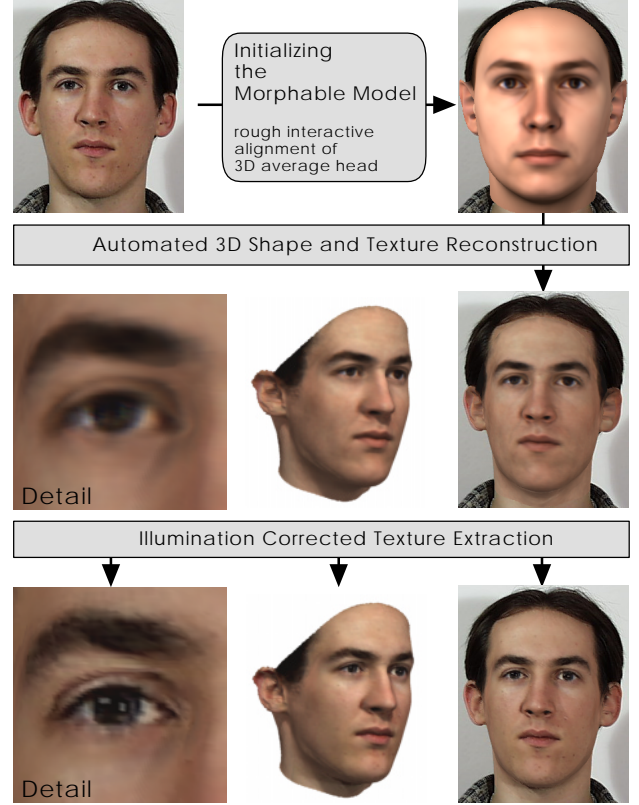 Initializing
the
Morphable Model
rough interactive
alignment of
3D average head
Automated 3D Shape and Texture Reconstruction
Detail
Illumination Corrected Texture Extraction
Detail